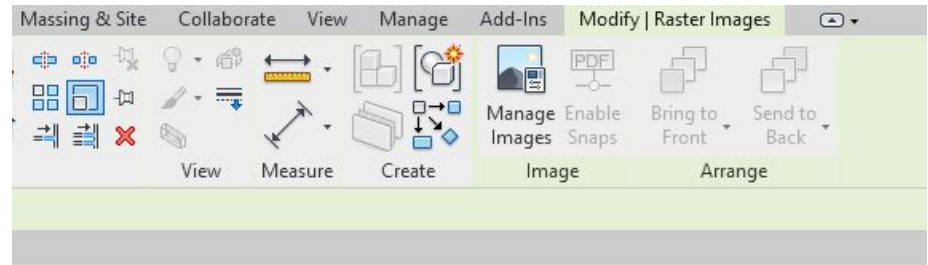 Massing & Site Collaborate View Manage Add-Ins Modify | Raster Images
PDF
Manage Enable Bring to Send to
Images Snaps Front Back
View Measure Create Image Arrange